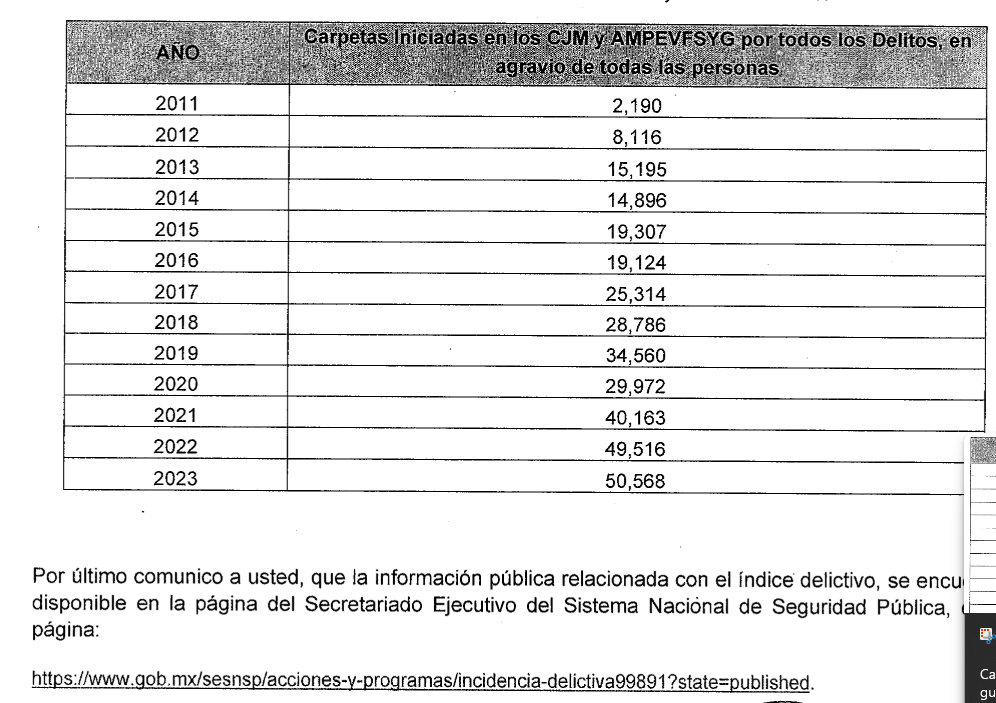 AÑO
Carpetas Iniciadas en los CJM y AMPEVFSYG por todos los Delitos, en
agravio de todas las personas
2011 2,190
2012 8,116
2013 15,195
2014 14,896
2015 19,307
2016 19,124
2017 25,314
2018 28,786
2019 34,560
2020 29,972
2021 40,163
2022 49,516
2023 50,568
Por último comunico a usted, que la información pública relacionada con el índice delictivo, se encu
disponible en la página del Secretariado Ejecutivo del Sistema Nacional de Seguridad Pública,
página:
https://www.gob.mx/sesnsp/acciones-y-programas/incidencia-delictiva99891?state=published.
Ca
gu